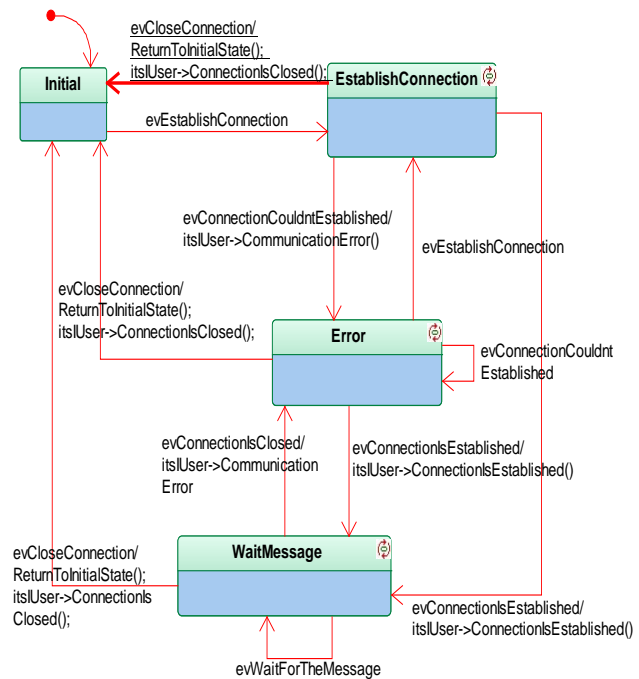 evCloseConnection/
ReturnToInitialState();
itsIUser->ConnectionIsClosed();
Initial
EstablishConnection
evEstablishConnection
evConnectionCouldntEstablished/
itsIUser->CommunicationError()
evEstablishConnection
evCloseConnection/
ReturnToInitialState();
itsIUser->ConnectionIsClosed();
Error
evConnectionCouldnt
Established
evConnectionIsClosed/
itsIUser->Communication
Error
evConnectionIsEstablished/
itsIUser->ConnectionIsEstablished()
WaitMessage
evCloseConnection/
ReturnToInitialState();
itsIUser->ConnectionIs
Closed();
evConnectionIsEstablished/
itsIUser->ConnectionIsEstablished()
evWaitForTheMessage